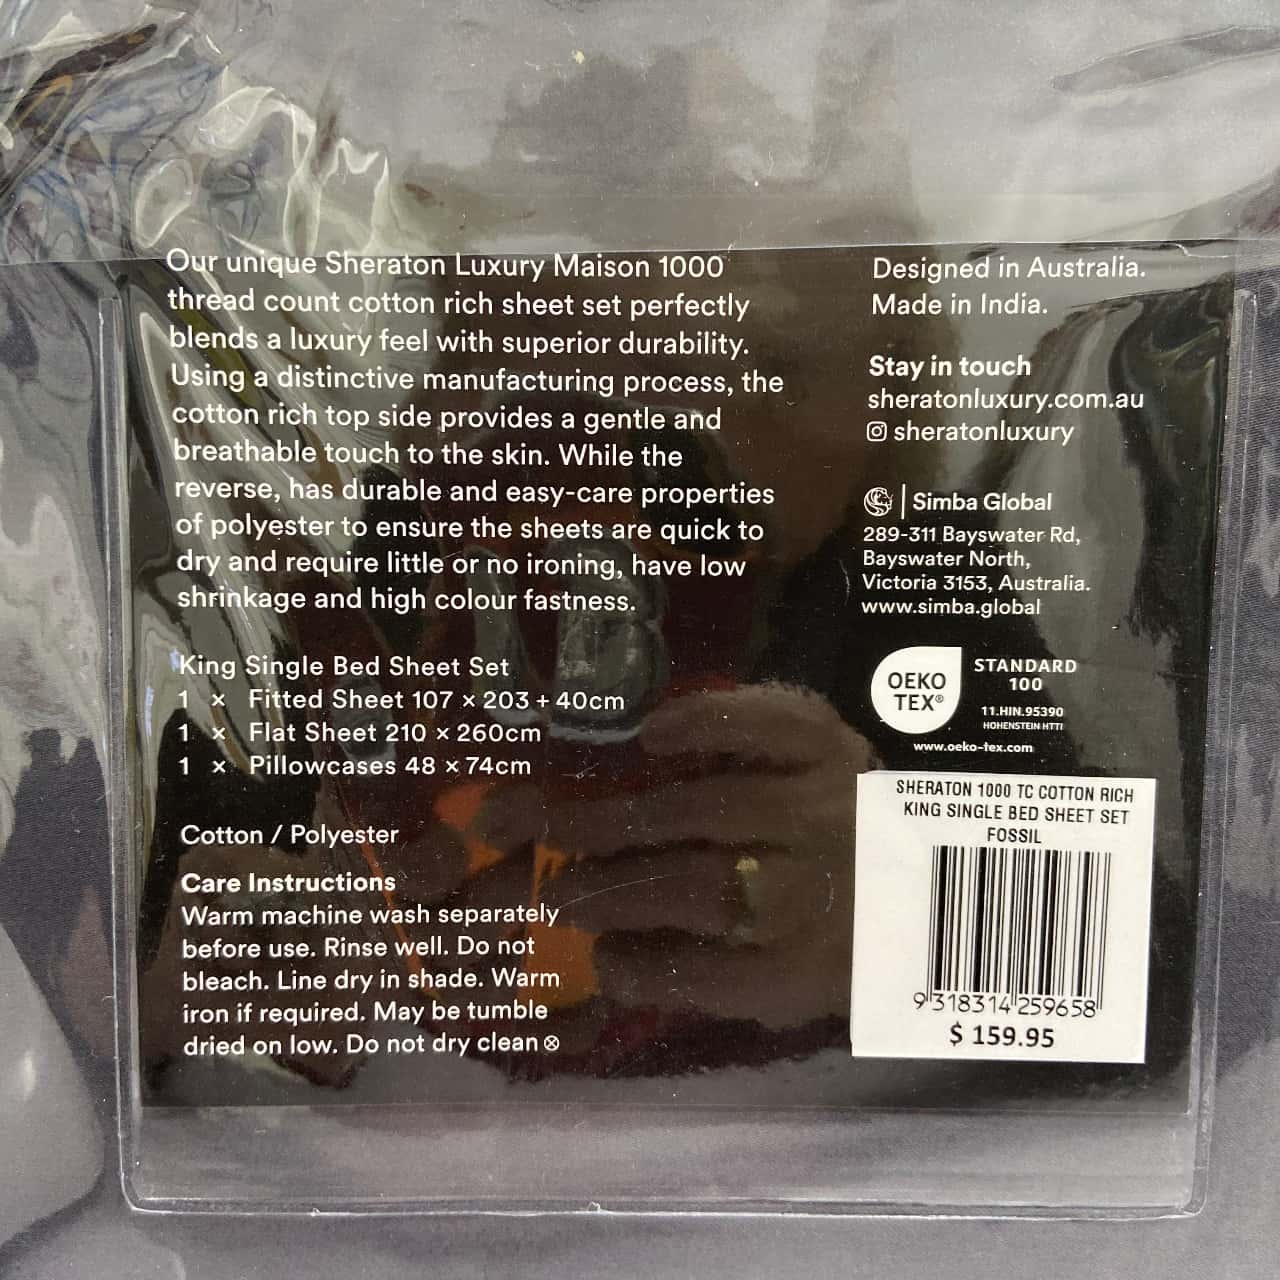 Our unique Sheraton Luxury Maison 1000
thread count cotton rich sheet set perfectly
blends a luxury feel with superior durability.
Using a distinctive manufacturing process, the
cotton rich top side provides a gentle and
breathable touch to the skin. While the
reverse, has durable and easy-care properties
of polyester to ensure the sheets are quick to
dry and require little or no ironing, have low
shrinkage and high colour fastness.
King Single Bed Sheet Set
1 × Fitted Sheet 107 × 203 + 40cm
1 × Flat Sheet 210 × 260cm
1 × Pillowcases 48 × 74cm
Cotton / Polyester
Care Instructions
Warm machine wash separately
before use. Rinse well. Do not
bleach. Line dry in shade. Warm
iron if required. May be tumble
dried on low. Do not dry clean
Designed in Australia.
Made in India.
Stay in touch
sheratonluxury.com.au
sheratonluxury
Simba Global
289-311 Bayswater Rd,
Bayswater North,
Victoria 3153, Australia.
www.simba.global
OEKO
TEX®
STANDARD
100
11.HIN.95390
HOHENSTEIN HTTI
www.oeko-tex.com
SHERATON 1000 TC COTTON RICH
KING SINGLE BED SHEET SET
FOSSIL
9 318314 259658
$ 159.95